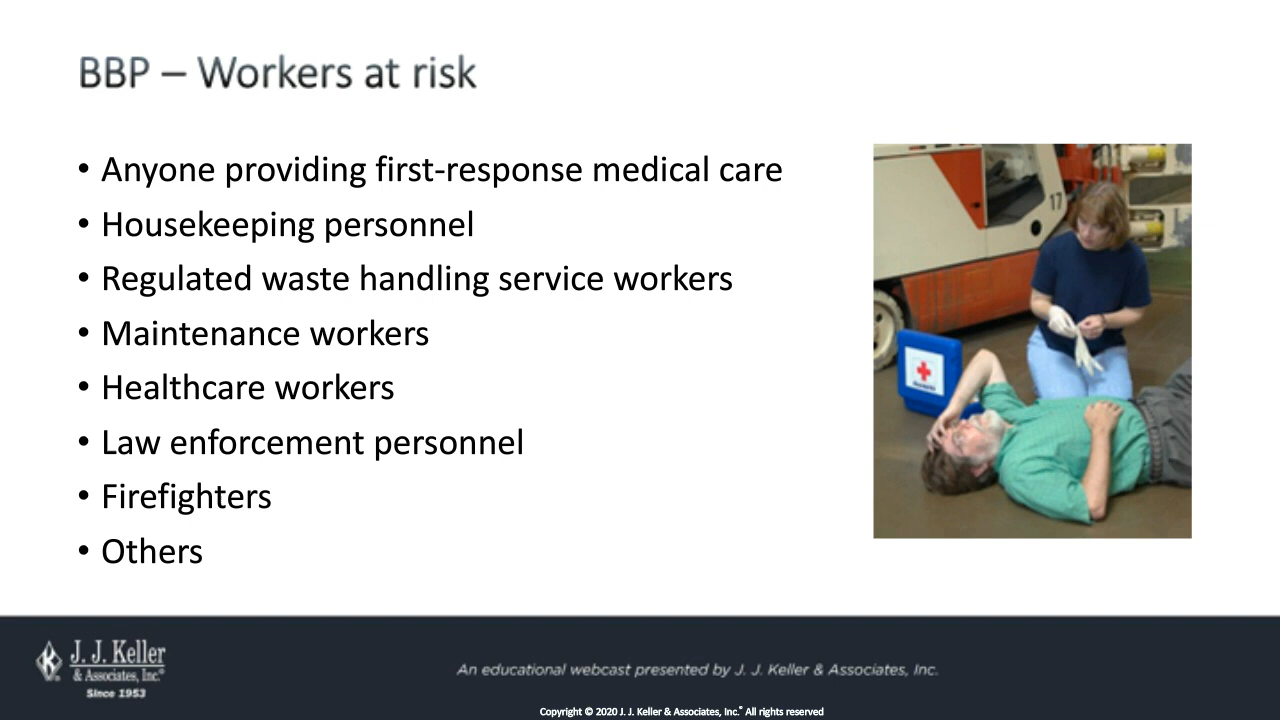 BBP – Workers at risk
• Anyone providing first-response medical care
• Housekeeping personnel
• Regulated waste handling service workers
• Maintenance workers
• Healthcare workers
• Law enforcement personnel
• Firefighters
• Others
17
J. J. Keller
& Associates, Inc.®
Since 1953
An educational webcast presented by J. J. Keller & Associates, Inc.
Copyright © 2020 J. J. Keller & Associates, Inc.® All rights reserved